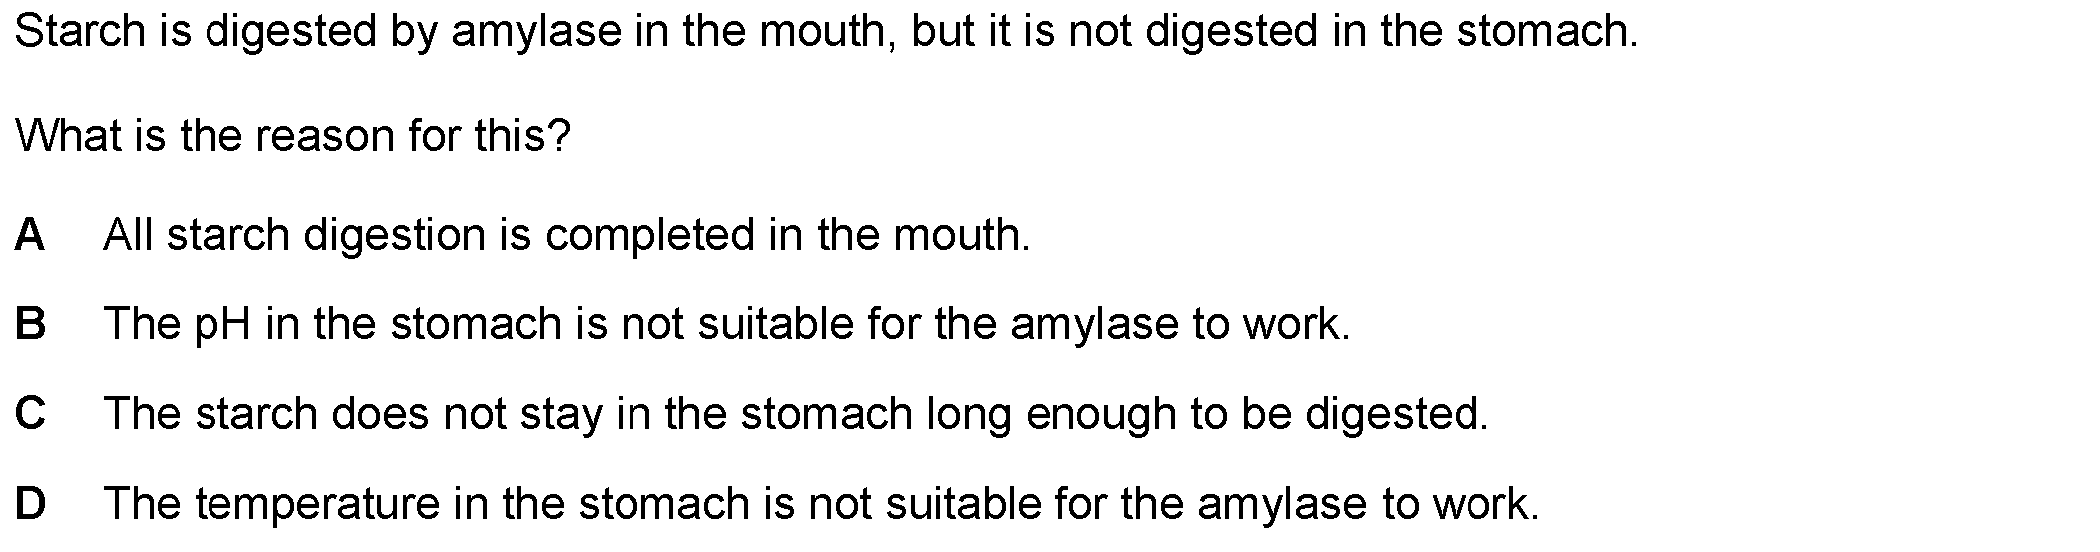 Starch is digested by amylase in the mouth, but it is not digested in the stomach.
What is the reason for this?
A All starch digestion is completed in the mouth.
B The pH in the stomach is not suitable for the amylase to work.
C The starch does not stay in the stomach long enough to be digested.
D The temperature in the stomach is not suitable for the amylase to work.